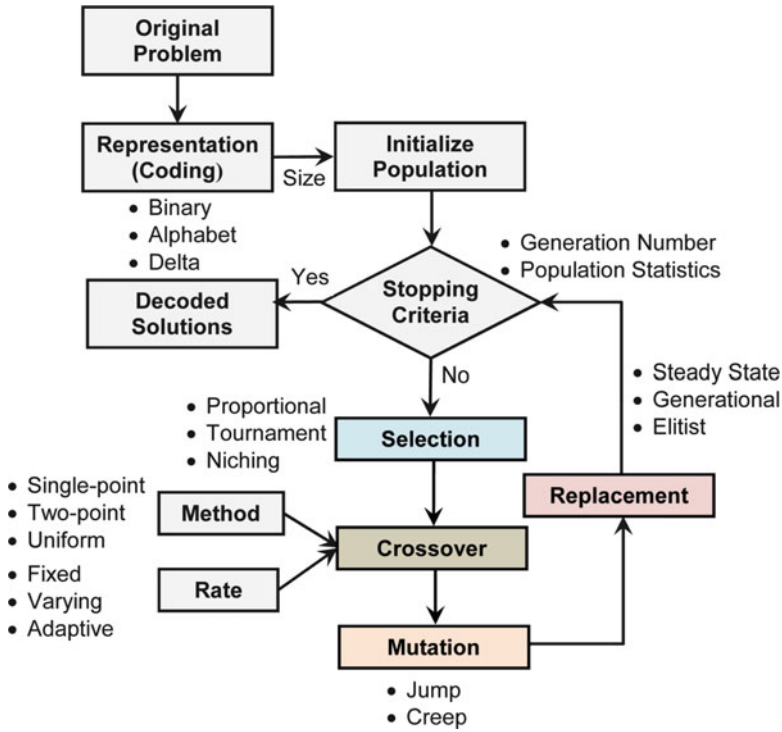 Original
Problem
Representation
(Coding)
Size
Initialize
Population
• Binary
• Alphabet
• Delta
• Generation Number
• Population Statistics
Yes
Decoded
Solutions
Stopping
Criteria
No
• Steady State
• Generational
• Elitist
• Proportional
• Tournament
• Niching
Selection
Replacement
• Single-point
• Two-point
• Uniform
Method
Crossover
• Fixed
• Varying
• Adaptive
Rate
Mutation
• Jump
• Creep